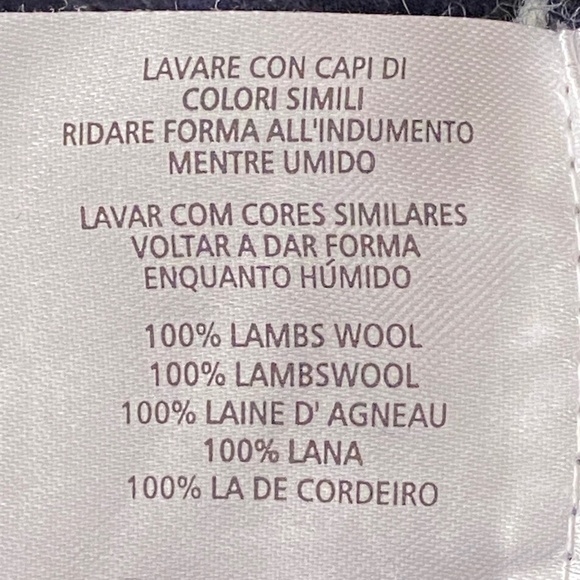 LAVARE CON CAPI DI
COLORI SIMILI
RIDARE FORMA ALL'INDUMENTO
MENTRE UMIDO
LAVAR COM CORES SIMILARES
VOLTAR A DAR FORMA
ENQUANTO HÚMIDO
100% LAMBS WOOL
100% LAMBSWOOL
100% LAINE D' AGNEAU
100% LANA
100% LA DE CORDEIRO